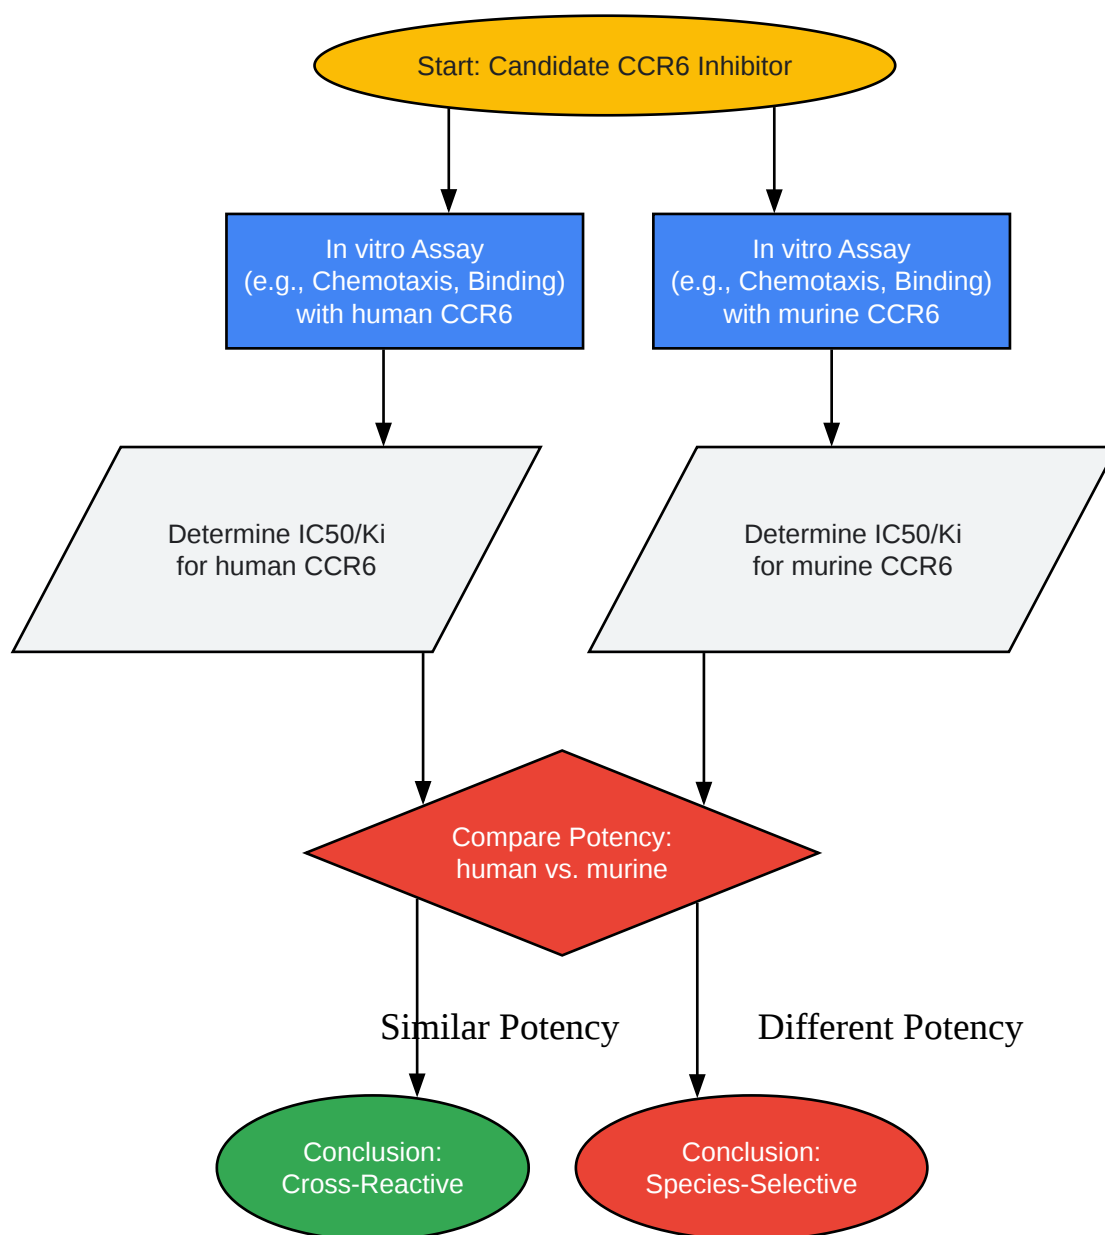 Start: Candidate CCR6 Inhibitor
In vitro Assay
(e.g., Chemotaxis, Binding)
with human CCR6
In vitro Assay
(e.g., Chemotaxis, Binding)
with murine CCR6
Determine IC50/Ki
for human CCR6
Determine IC50/Ki
for murine CCR6
Compare Potency:
human vs. murine
Similar Potency
Different Potency
Conclusion:
Cross-Reactive
Conclusion:
Species-Selective